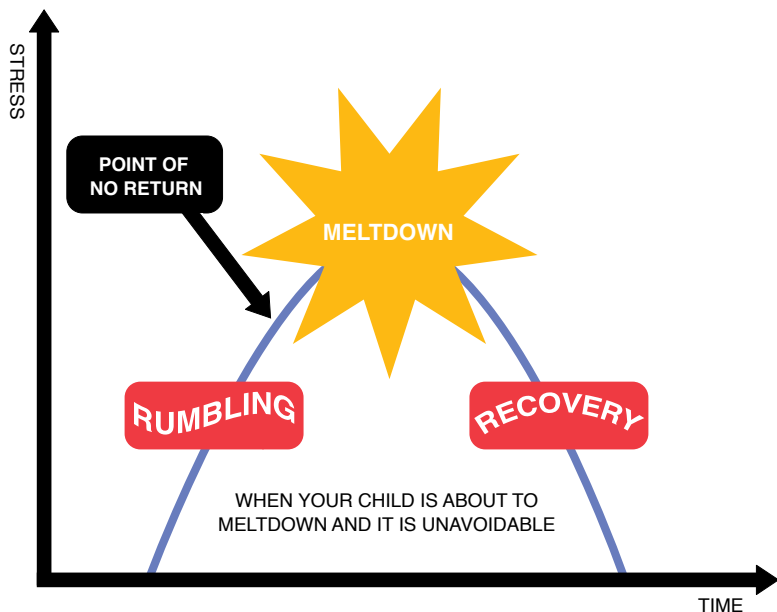 STRESS
POINT OF
NO RETURN
MELTDOWN
RUMBLING
RECOVERY
WHEN YOUR CHILD IS ABOUT TO
MELTDOWN AND IT IS UNAVOIDABLE
TIME